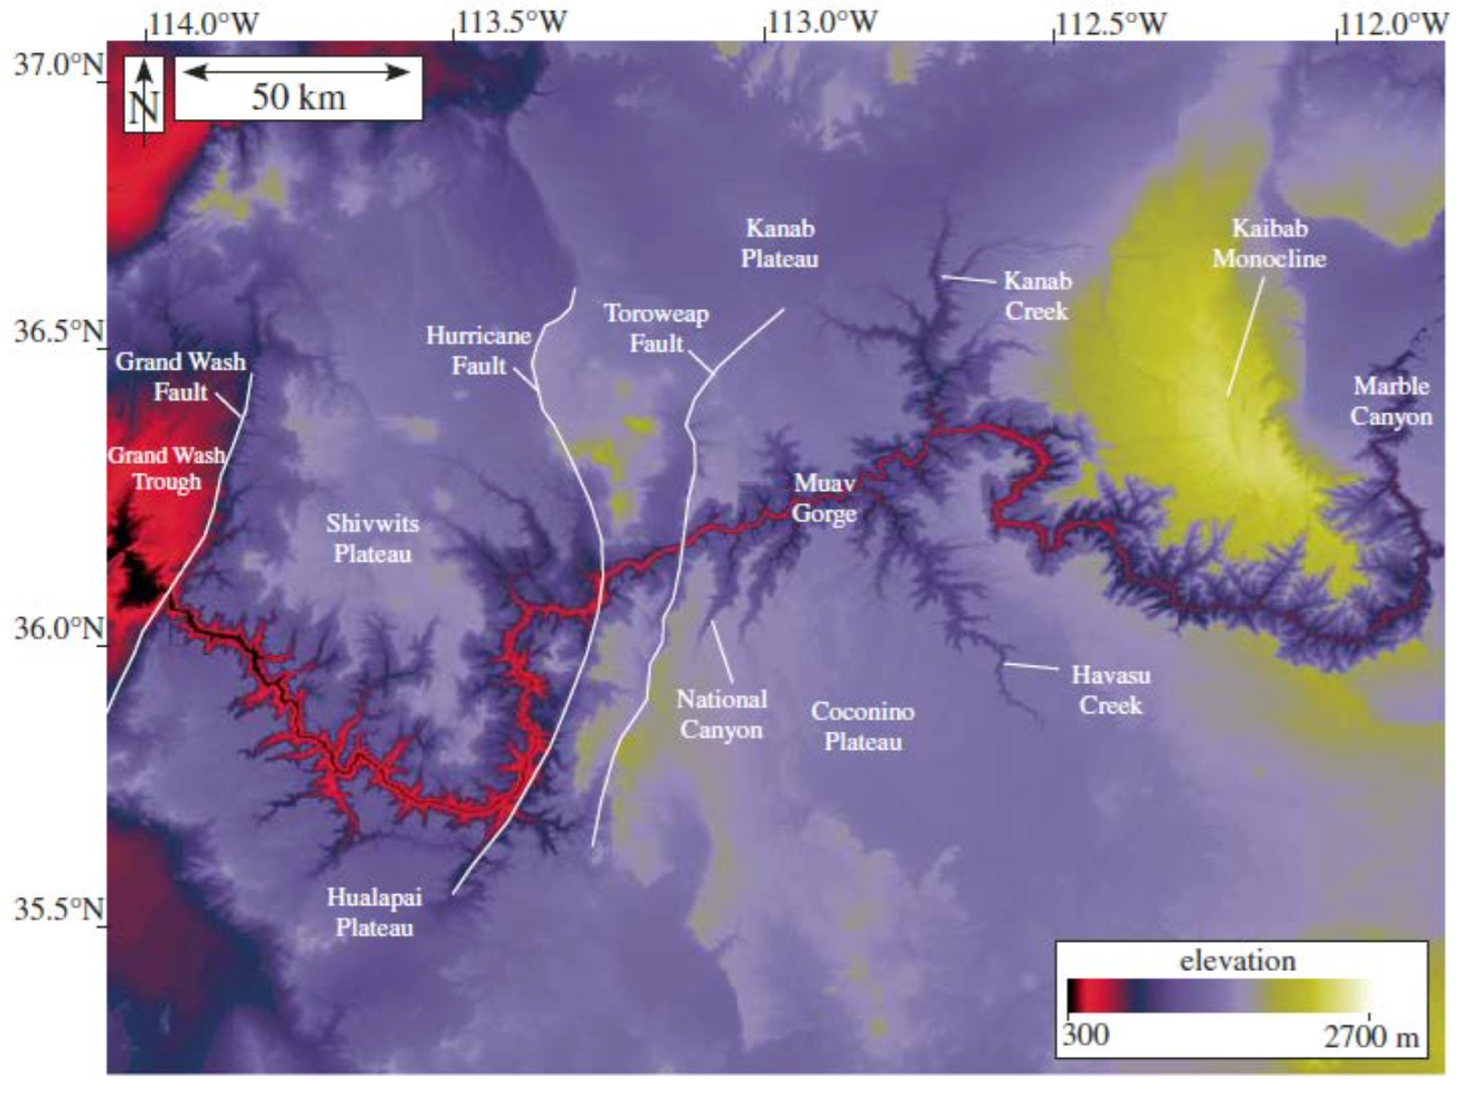 114.0°W
113.5°W
113.0°W
112.5°W
112.0°W
37.0°N
N
50 km
Kanab
Plateau
Kaibab
Monocline
Kanab
Creek
Toroweap
Fault
Hurricane
Fault
36.5°N
Grand Wash
Fault
Marble
Canyon
Grand Wash
Trough
Muav
Gorge
Shivwits
Plateau
36.0°N
National
Canyon
Havasu
Creek
Coconino
Plateau
Hualapai
Plateau
35.5°N
elevation
300
2700 m